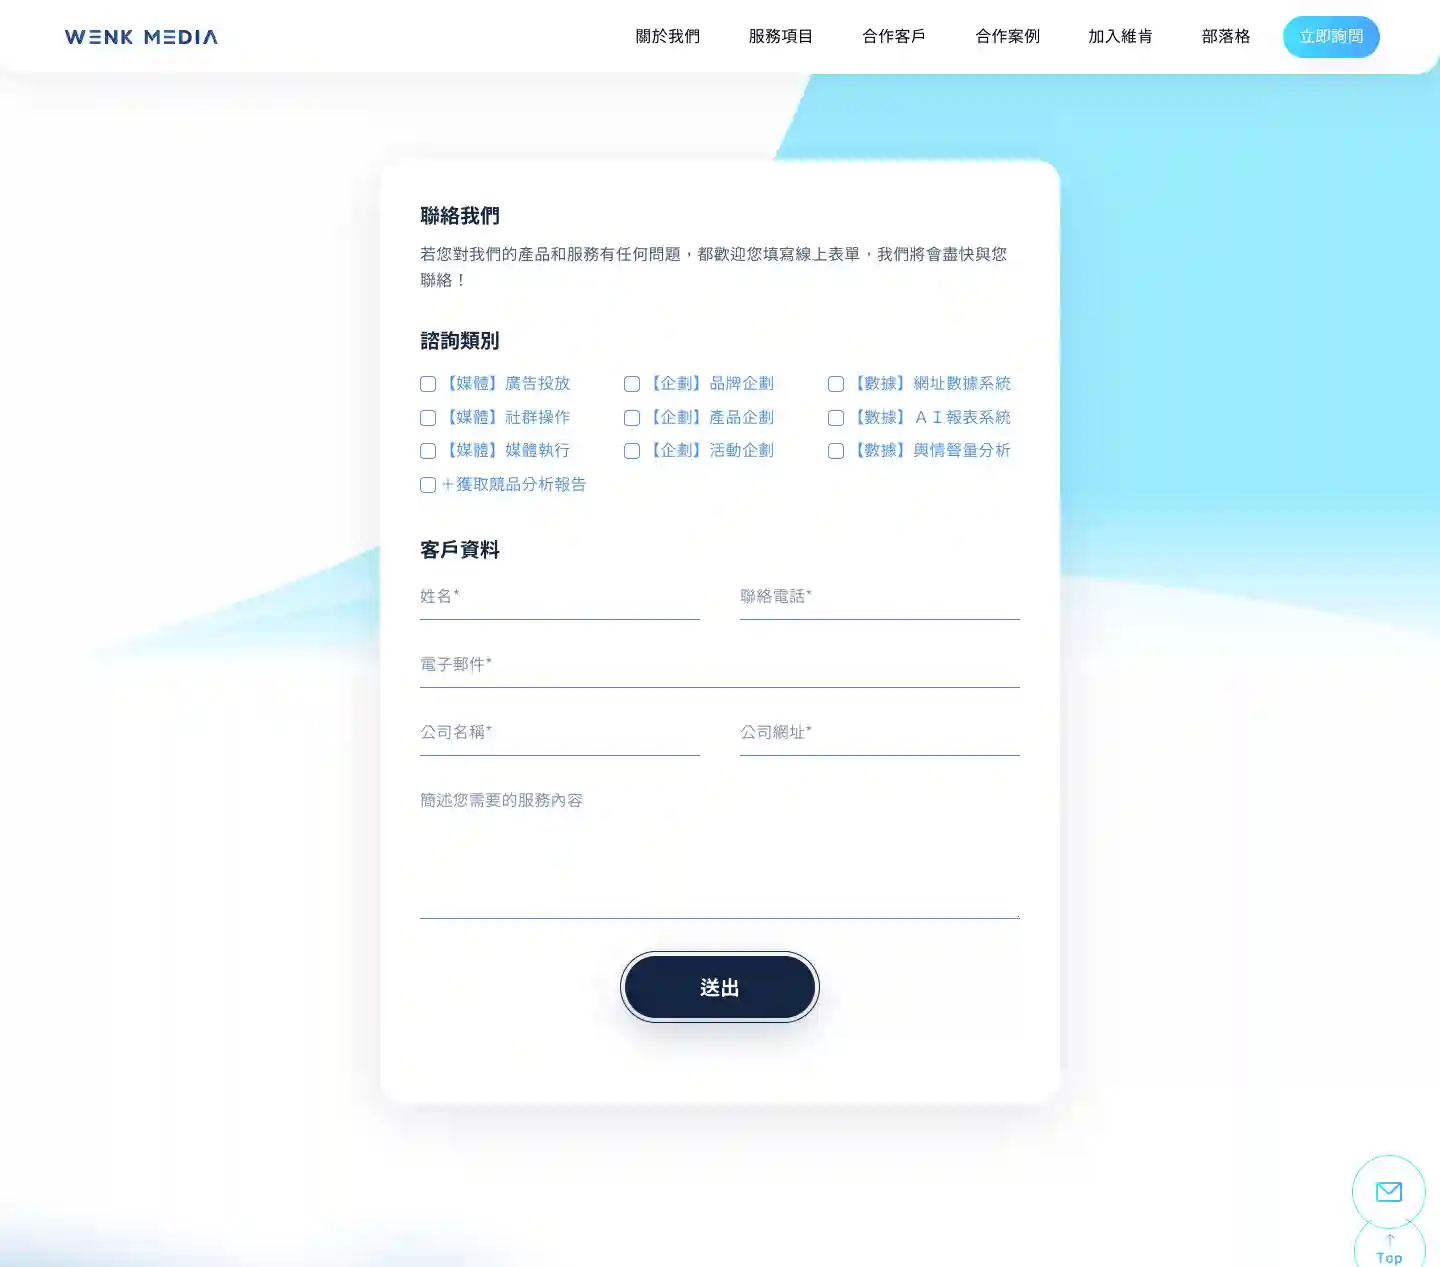 WENK MEDIA
關於我們 服務項目 合作客戶 合作案例 加入維肯 部落格 立即詢問
聯絡我們
若您對我們的產品和服務有任何問題，都歡迎您填寫線上表單，我們將會盡快與您
聯絡！
諮詢類別
【媒體】廣告投放 【企劃】品牌企劃 【數據】網址數據系統
【媒體】社群操作 【企劃】產品企劃 【數據】ＡＩ報表系統
【媒體】媒體執行 【企劃】活動企劃 【數據】輿情聲量分析
＋獲取競品分析報告
客戶資料
姓名* 聯絡電話*
電子郵件*
公司名稱* 公司網址*
簡述您需要的服務內容
送出
↑
Top